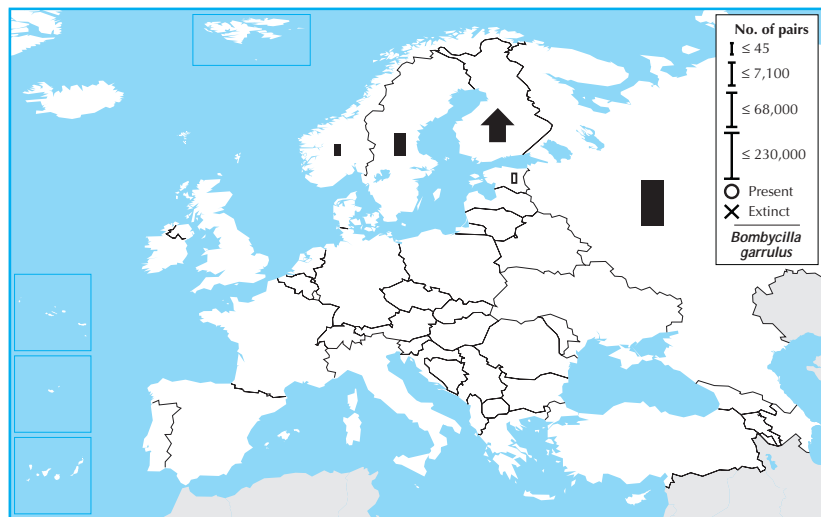 No. of pairs
≤ 45
≤ 7,100
≤ 68,000
≤ 230,000
Present
Extinct
Bombycilla
garrulus